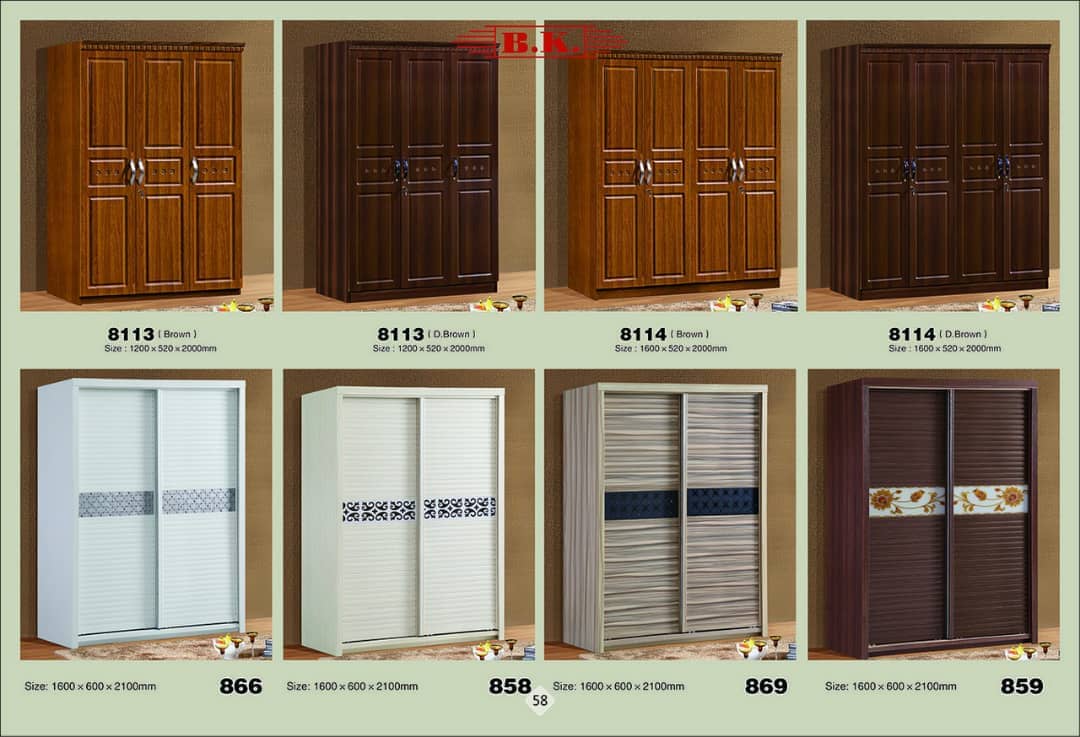 B.K.
8113 ( Brown )
Size : 1200 × 520 × 2000mm
8113 ( D.Brown )
Size : 1200 × 520 × 2000mm
8114 ( Brown )
Size : 1600 × 520 × 2000mm
8114 ( D.Brown )
Size : 1600 × 520 × 2000mm
Size: 1600 × 600 × 2100mm 866
Size: 1600 × 600 × 2100mm 858
Size: 1600 × 600 × 2100mm 869
Size: 1600 × 600 × 2100mm 859
58